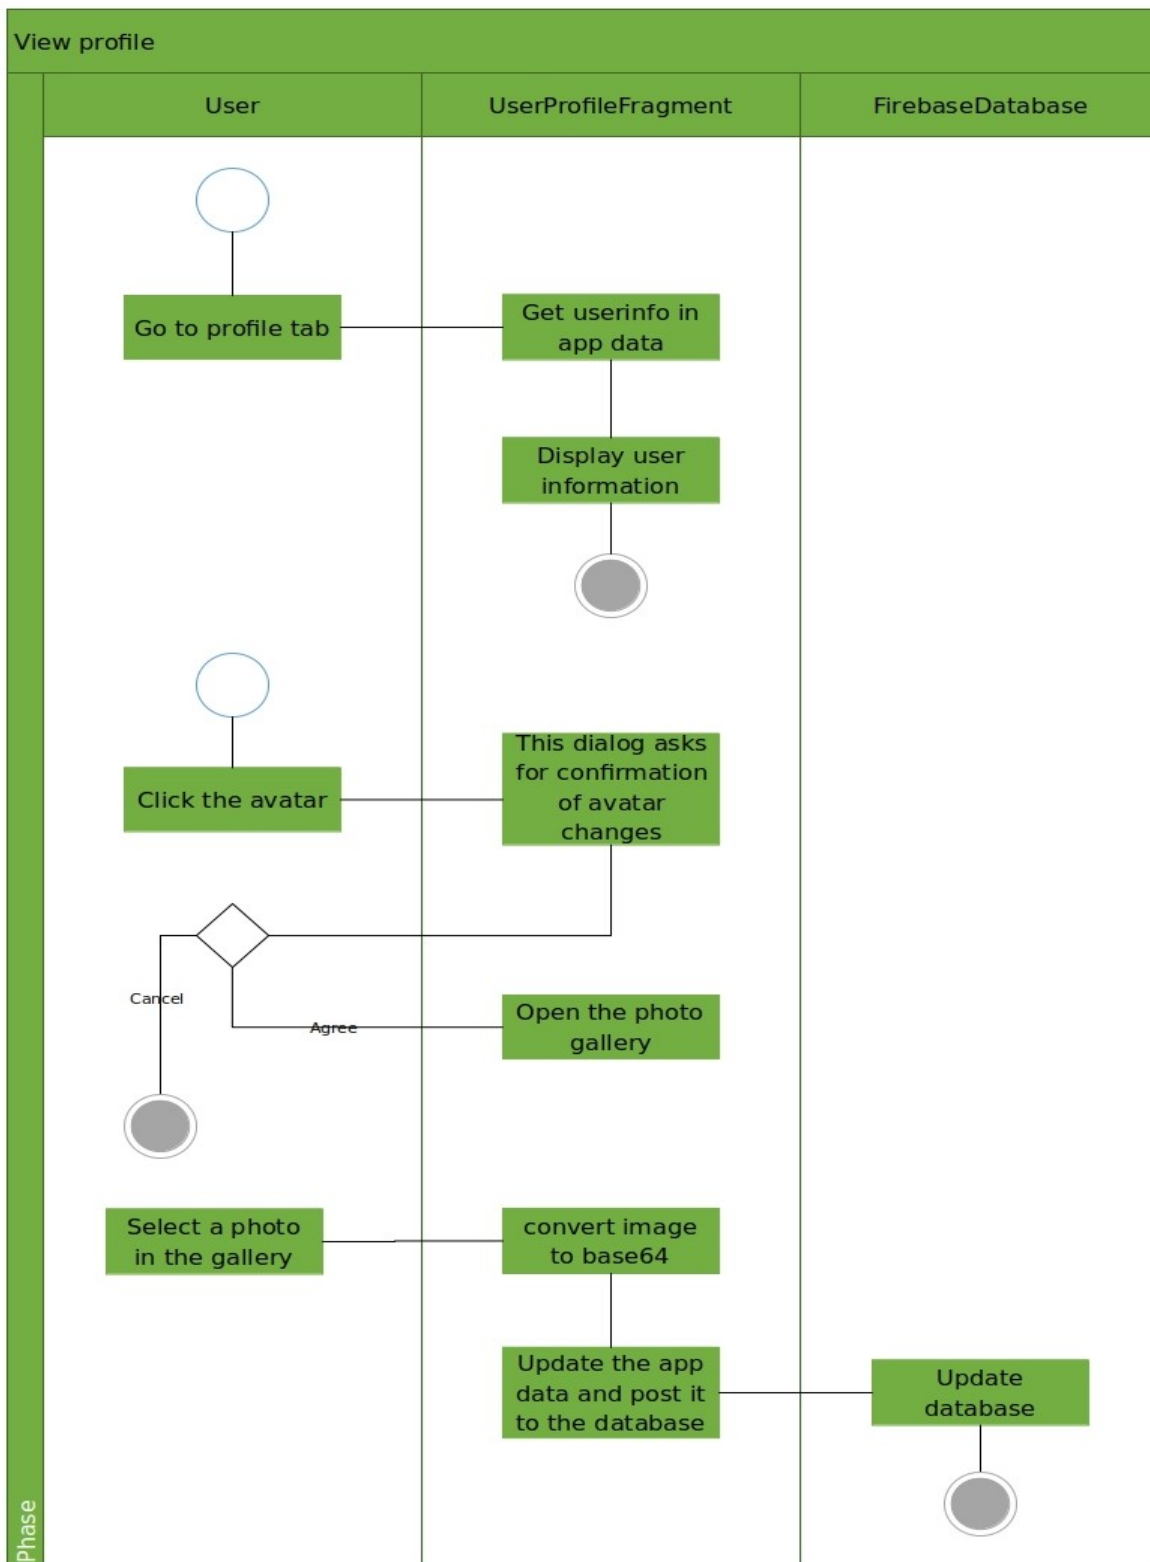 View profile
User
UserProfileFragment
FirebaseDatabase
Go to profile tab
Get userinfo in
app data
Display user
information
Click the avatar
This dialog asks
for confirmation
of avatar
changes
Cancel
Agree
Open the photo
gallery
Select a photo
in the gallery
convert image
to base64
Update the app
data and post it
to the database
Update
database
Phase